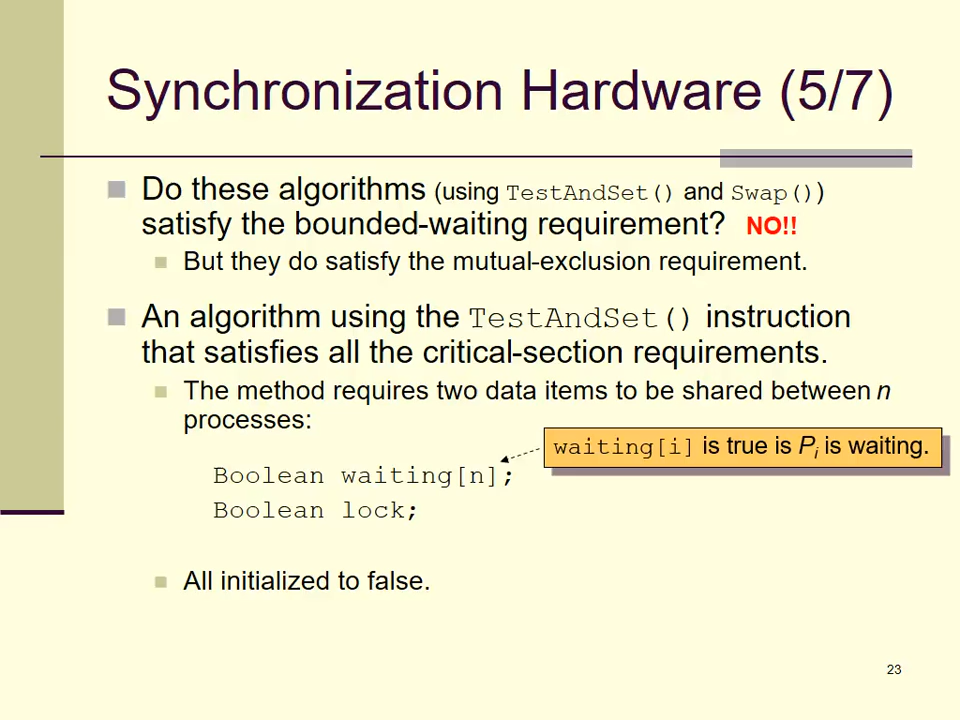 Synchronization Hardware (5/7)
Do these algorithms (using TestAndSet() and Swap())
satisfy the bounded-waiting requirement? NO!!
But they do satisfy the mutual-exclusion requirement.
An algorithm using the TestAndSet() instruction
that satisfies all the critical-section requirements.
The method requires two data items to be shared between n
processes:
waiting[i] is true is Pi is waiting.
Boolean waiting[n];
Boolean lock;
All initialized to false.
23